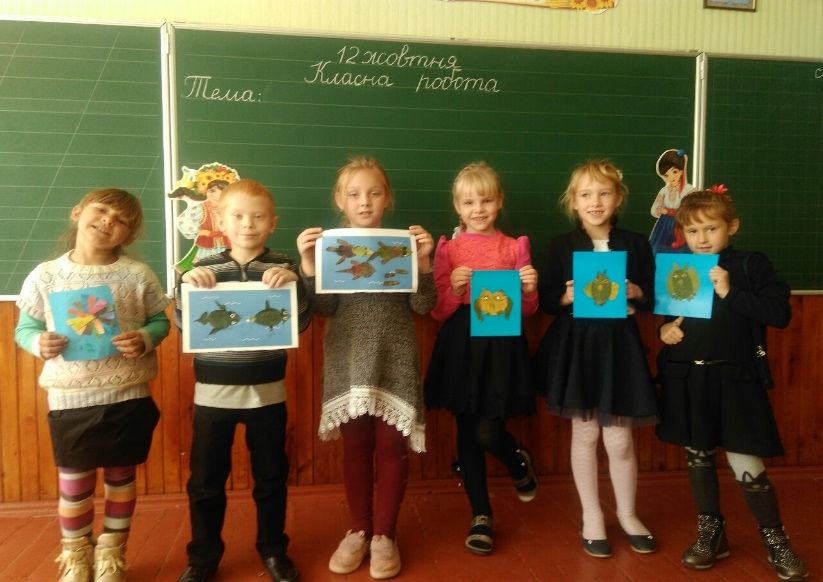 12 жовтня
Класна робота
Тема:
с